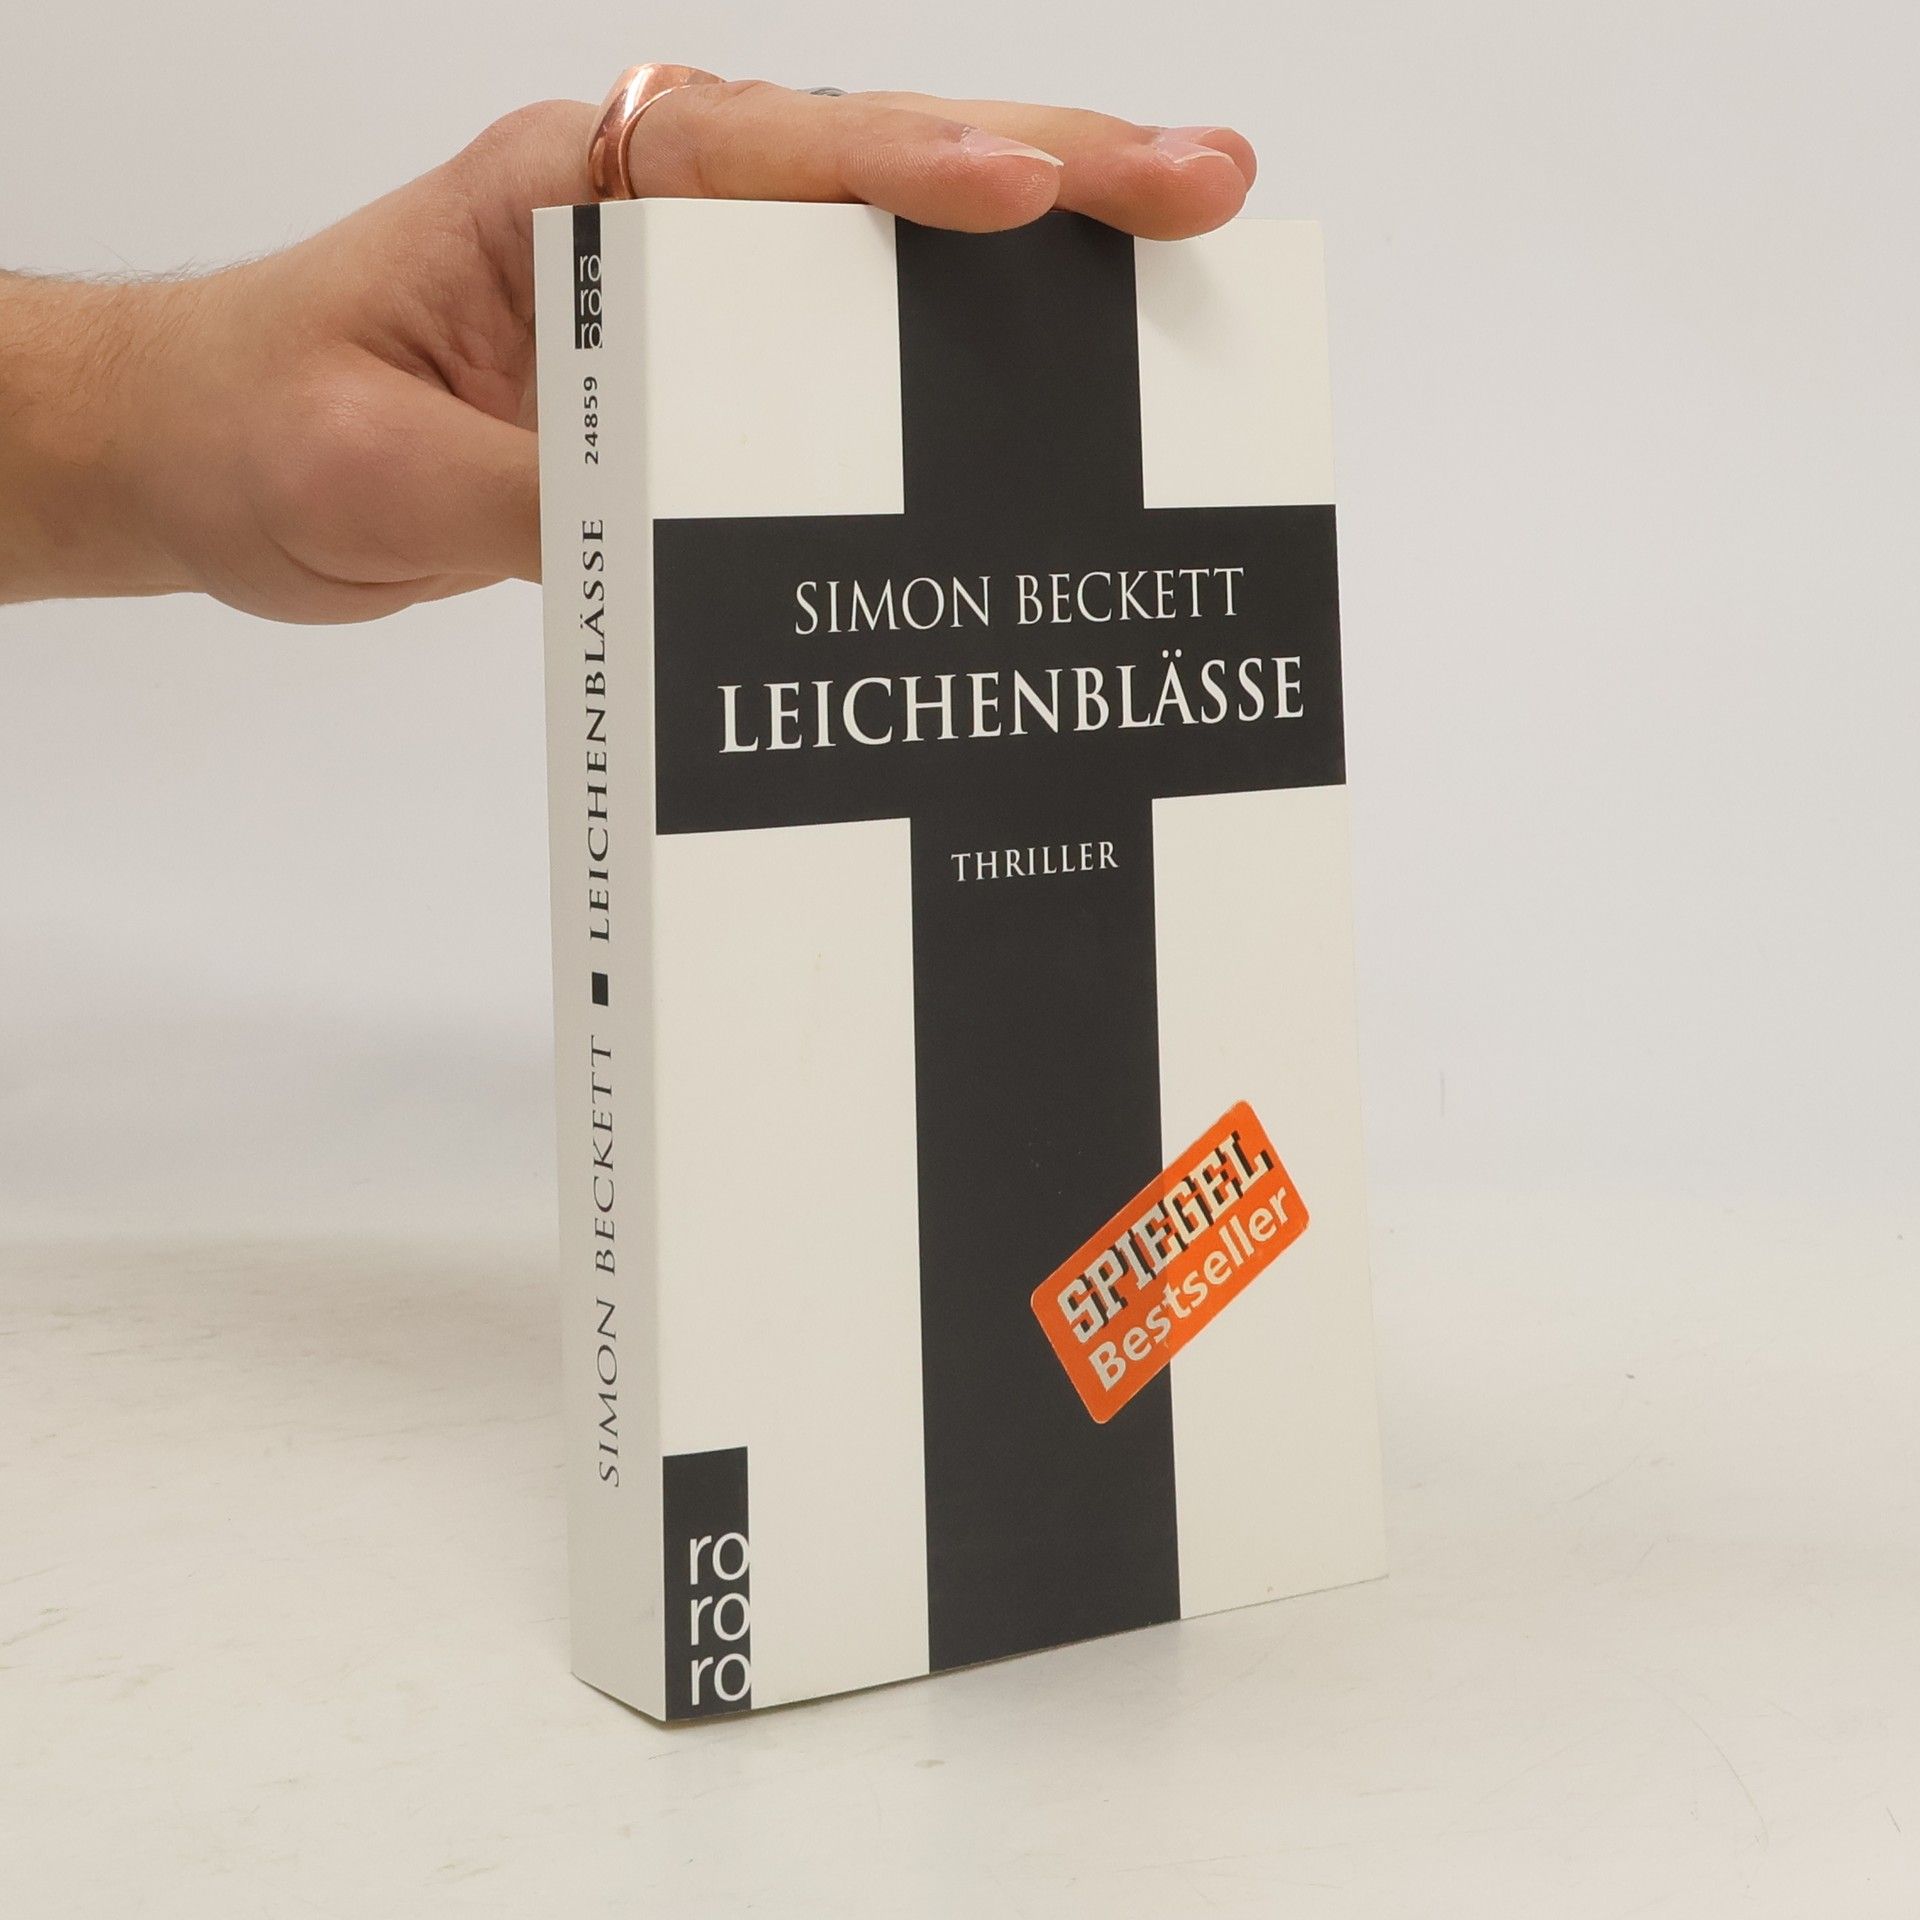 ro
ro
ro
24859
SIMON BECKETT ■ LEICHENBLÄSSE
SIMON BECKETT
LEICHENBLÄSSE
THRILLER
SPIEGEL
Bestseller
ro
ro
ro